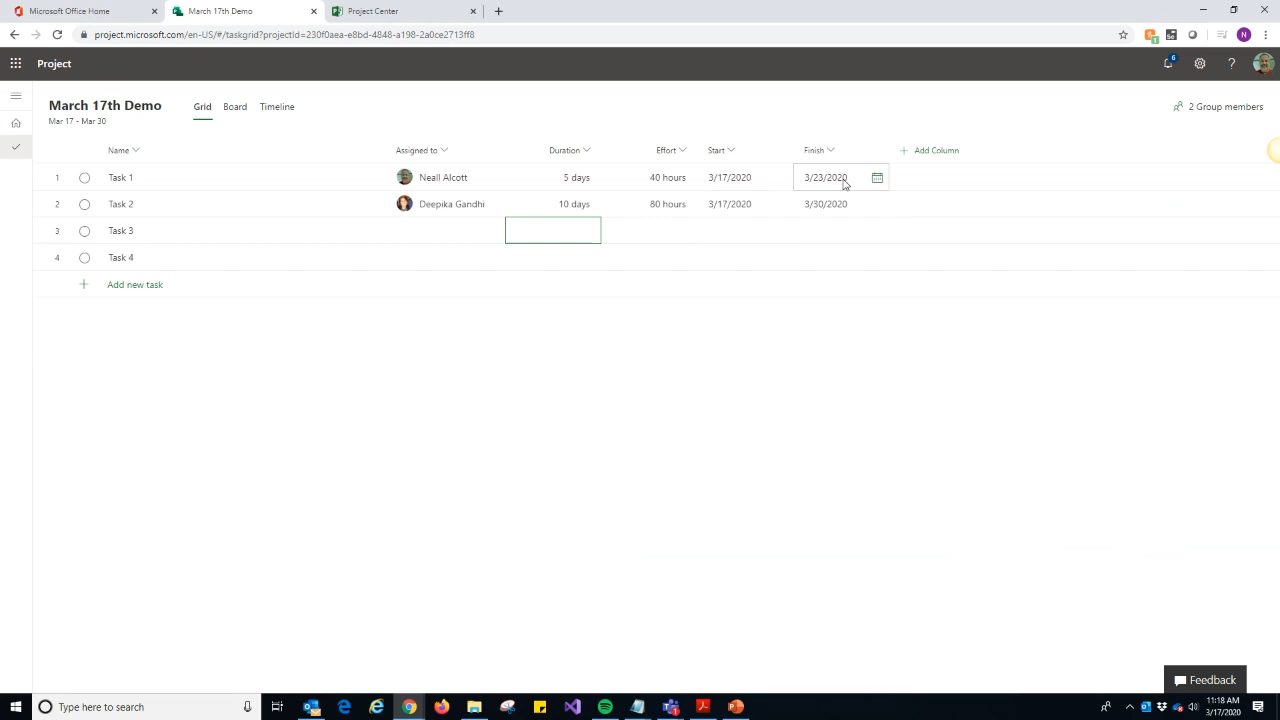 Microsoft Office Home
March 17th Demo
Project Center
project.microsoft.com/en-US/#/taskgrid?projectId=230f0aea-e8bd-4848-a198-2a0ce2713ff8
N
Project
6
?
March 17th Demo
Grid
Board
Timeline
2 Group members
Mar 17 - Mar 30
Name
Assigned to
Duration
Effort
Start
Finish
Add Column
1 Task 1 Neall Alcott 5 days 40 hours 3/17/2020 3/23/2020
2 Task 2 Deepika Gandhi 10 days 80 hours 3/17/2020 3/30/2020
3 Task 3
4 Task 4
Add new task
Feedback
Type here to search
11:18 AM
3/17/2020